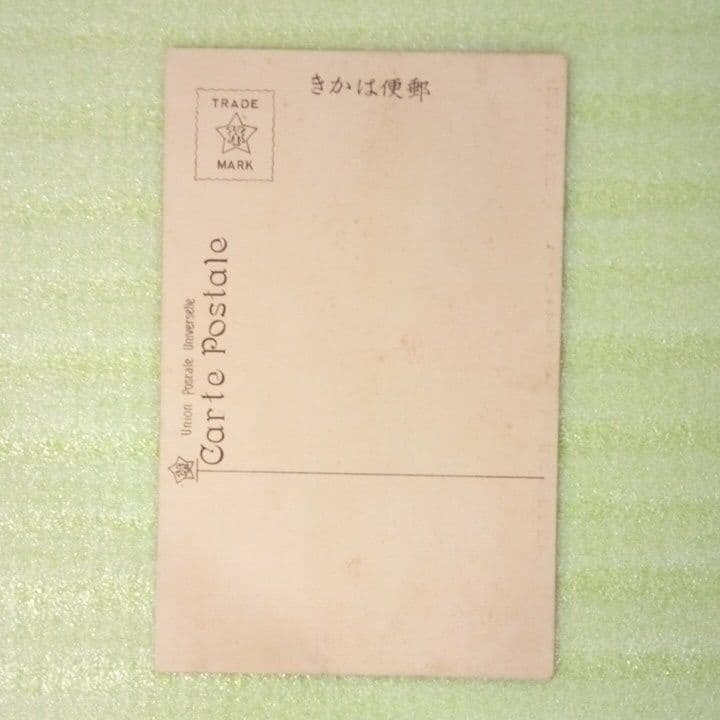 郵便はかき
TRADE
MARK
Union Postale Universelle
Carte Postale